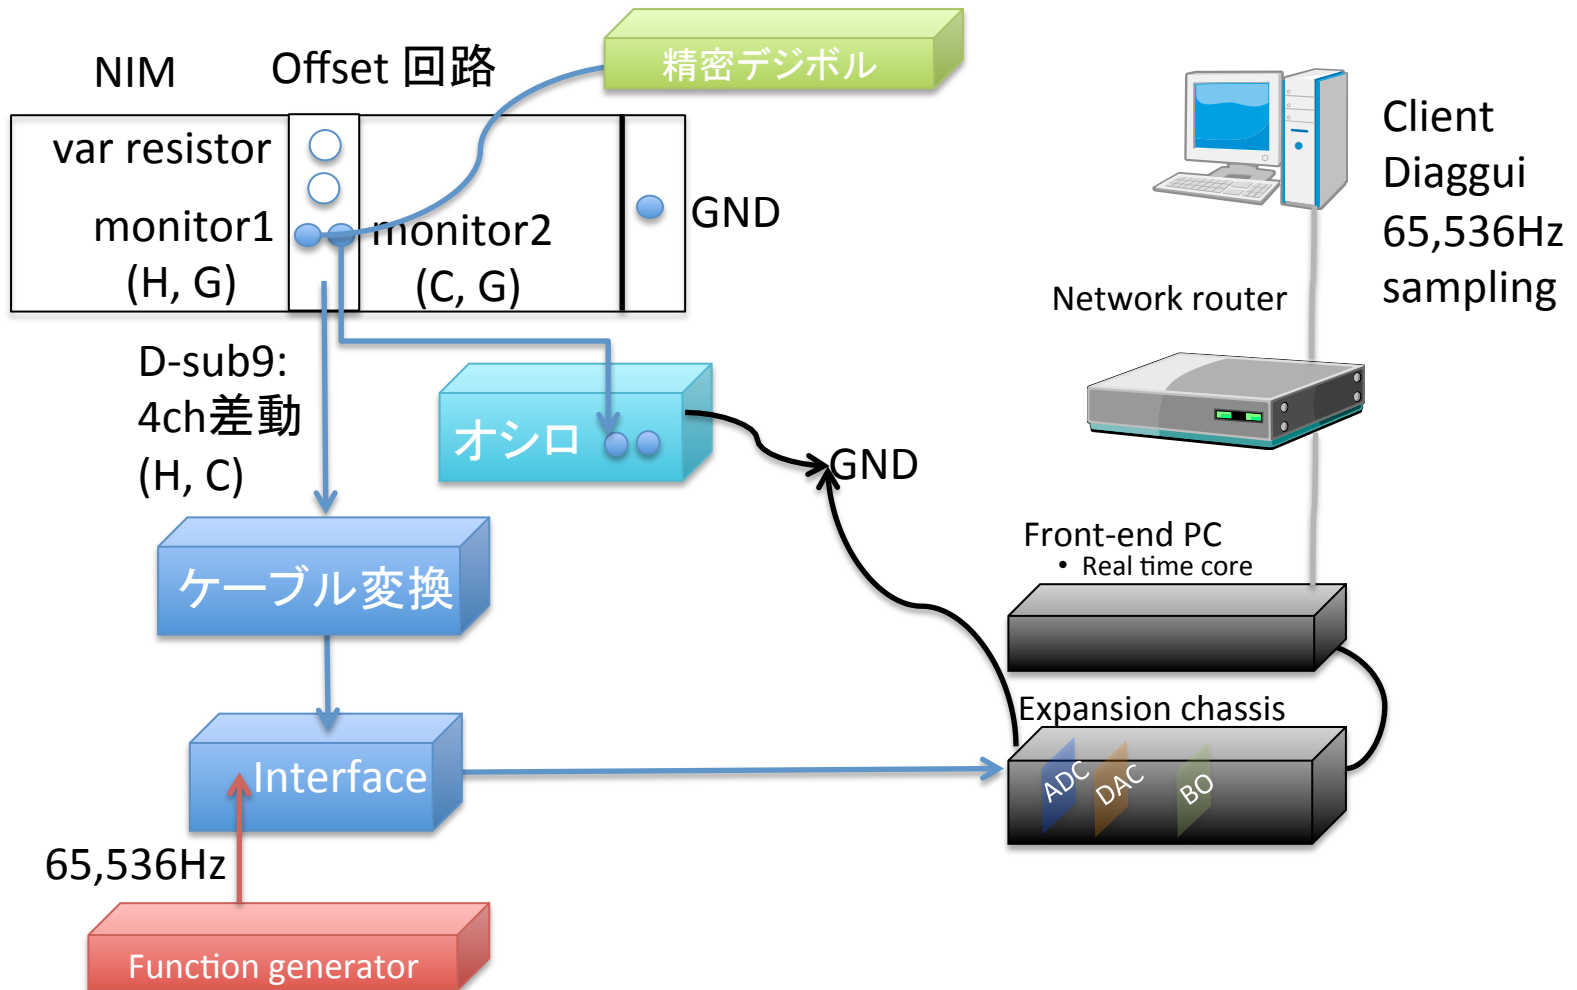 NIM
Offset 回路
精密デジボル
var resistor
monitor1
(H, G)
monitor2
(C, G)
GND
Client
Diaggui
65,536Hz
sampling
Network router
D-sub9:
4ch差動
(H, C)
オシロ
GND
ケーブル変換
Front-end PC
• Real time core
Expansion chassis
ADC
DAC
BO
Interface
65,536Hz
Function generator